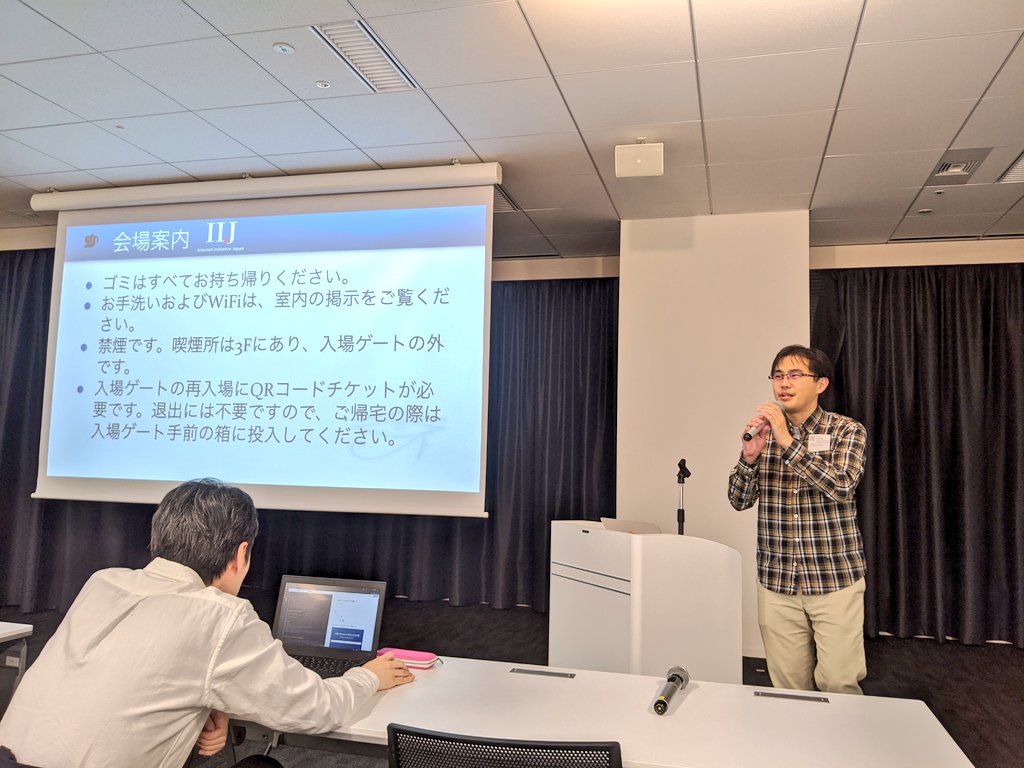 会場案内
IIJ
Internet Initiative Japan
ゴミはすべてお持ち帰りください。
お手洗いおよびWiFiは、室内の掲示をご覧くだ
さい。
禁煙です。喫煙所は3Fにあり、入場ゲートの外
です。
入場ゲートの再入場にQRコードチケットが必
要です。退出には不要ですので、ご帰宅の際は
入場ゲート手前の箱に投入してください。